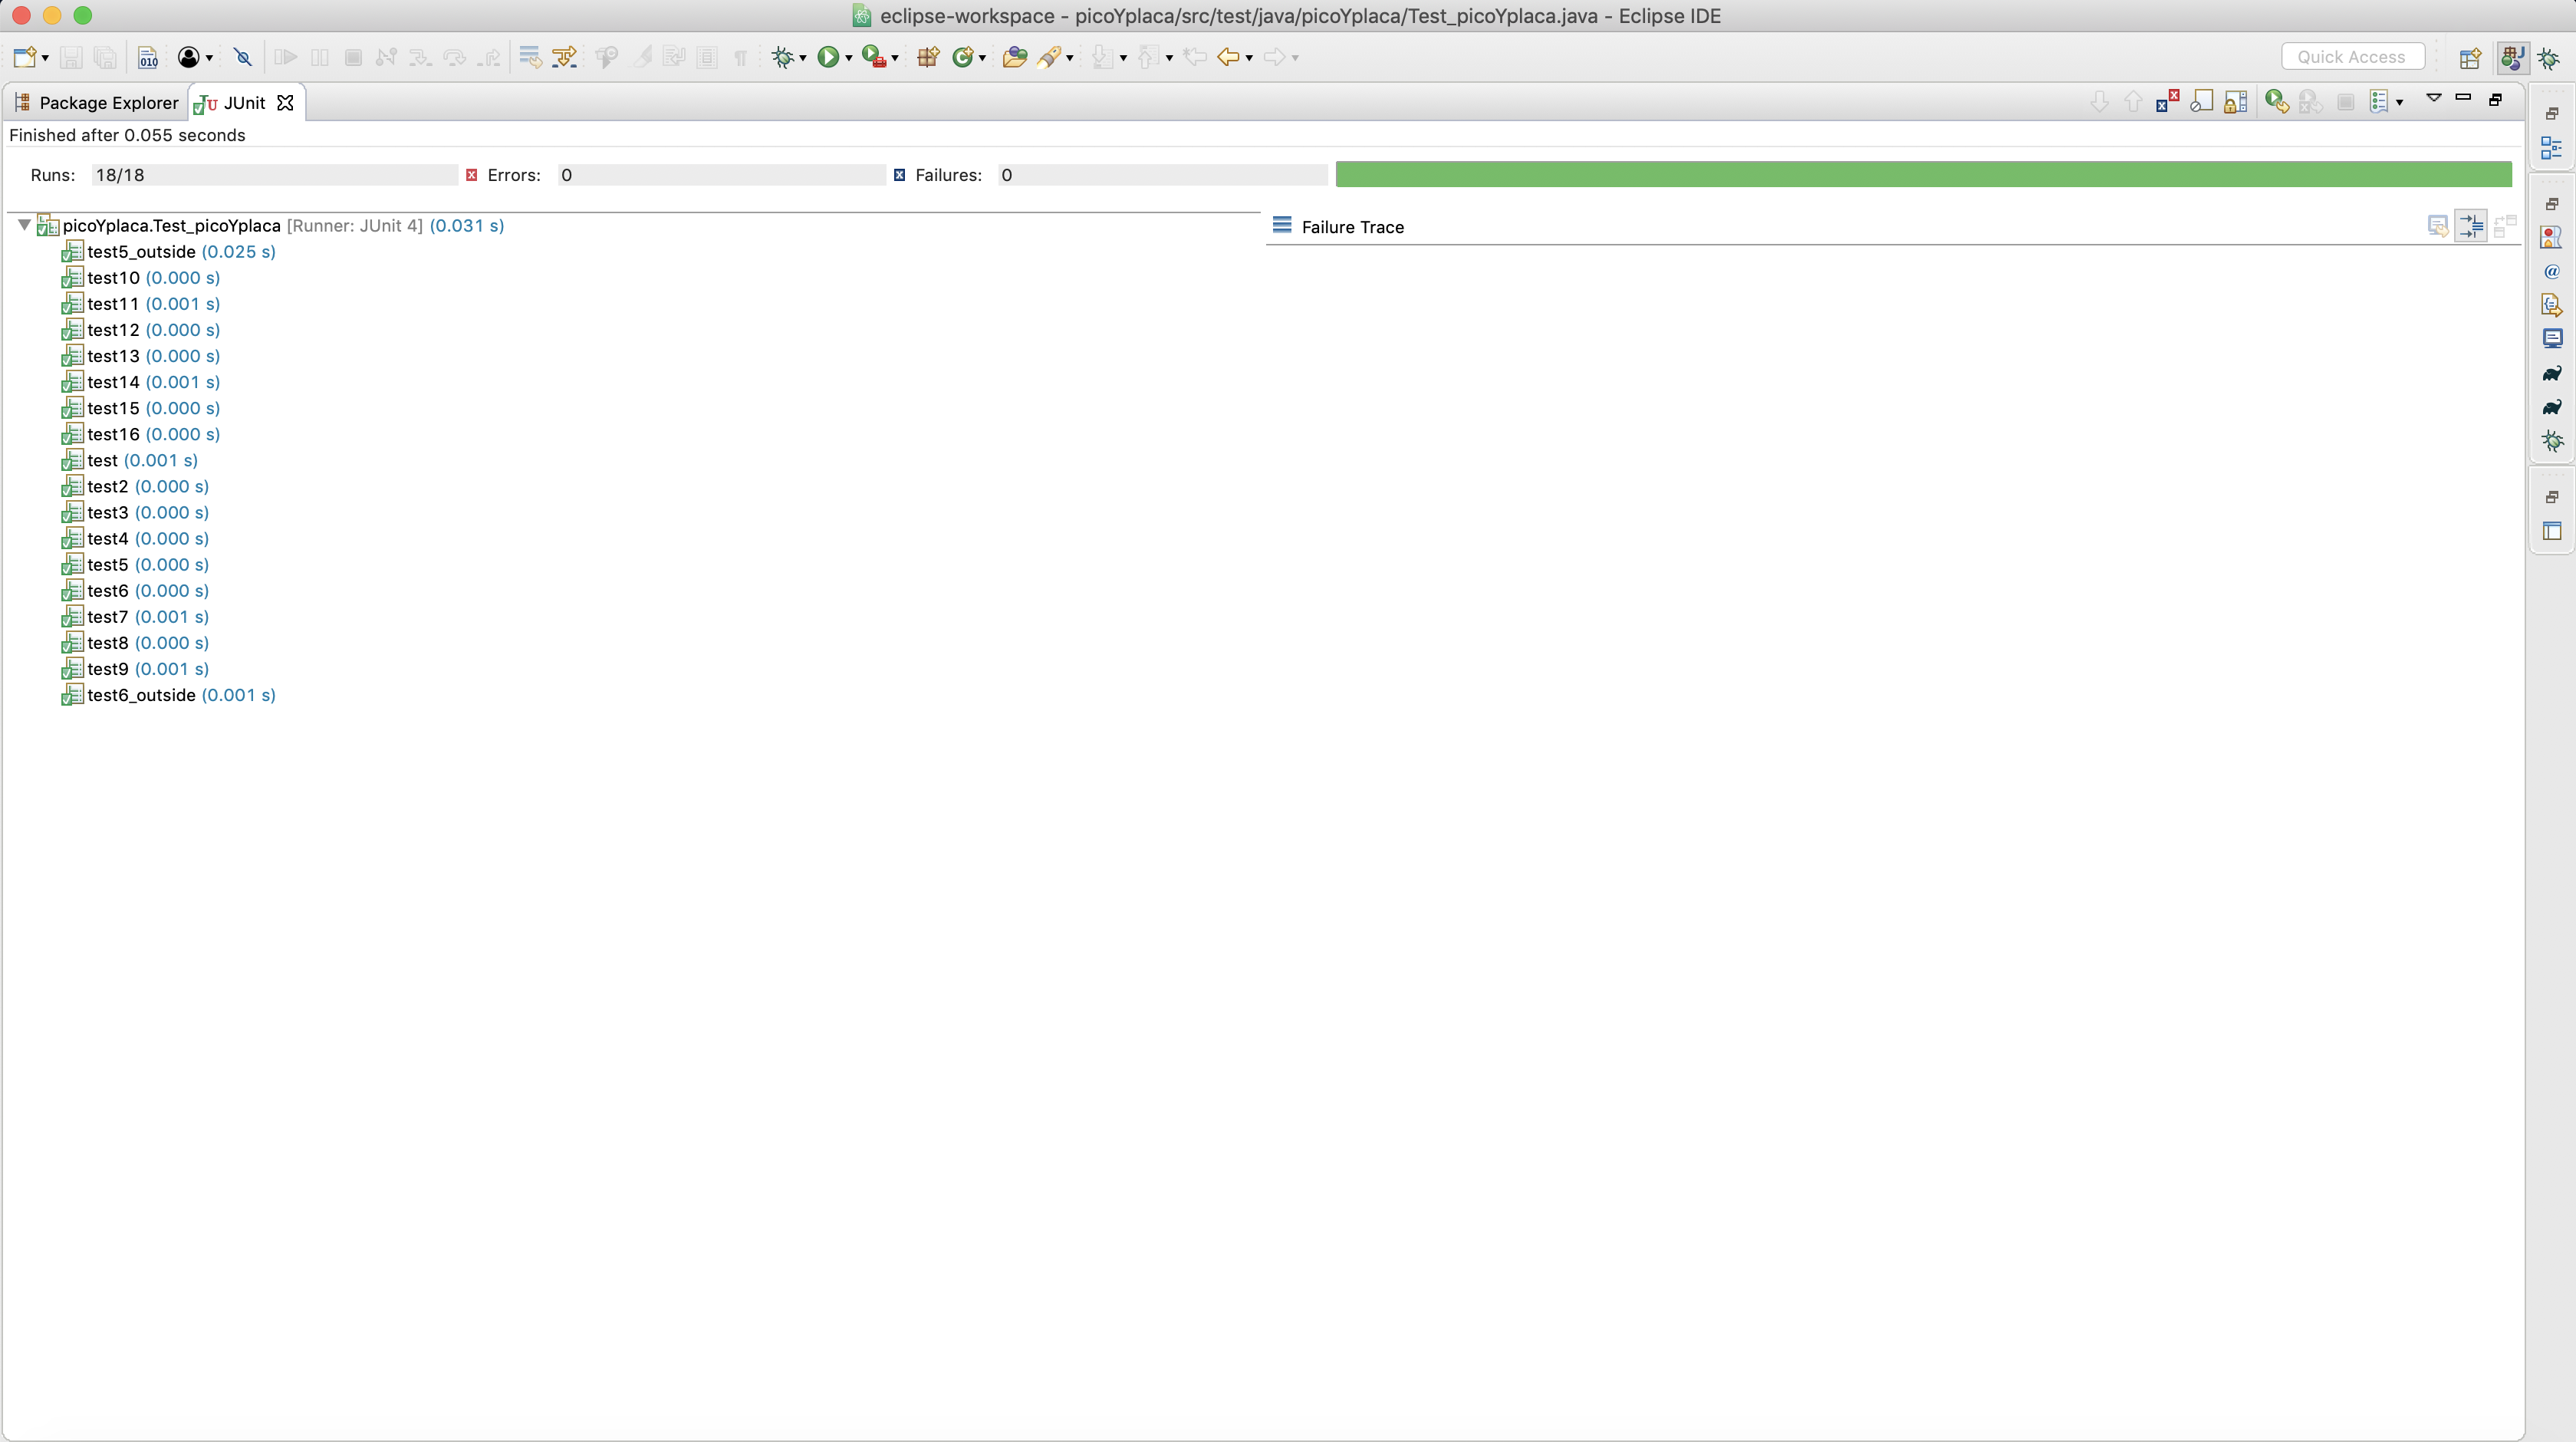 eclipse-workspace - picoYplaca/src/test/java/picoYplaca/Test_picoYplaca.java - Eclipse IDE
010
Quick Access
Package Explorer
JUnit
Finished after 0.055 seconds
Runs: 18/18 Errors: 0 Failures: 0
picoYplaca.Test_picoYplaca [Runner: JUnit 4] (0.031 s)
Failure Trace
test5_outside (0.025 s)
test10 (0.000 s)
test11 (0.001 s)
test12 (0.000 s)
test13 (0.000 s)
test14 (0.001 s)
test15 (0.000 s)
test16 (0.000 s)
test (0.001 s)
test2 (0.000 s)
test3 (0.000 s)
test4 (0.000 s)
test5 (0.000 s)
test6 (0.000 s)
test7 (0.001 s)
test8 (0.000 s)
test9 (0.001 s)
test6_outside (0.001 s)